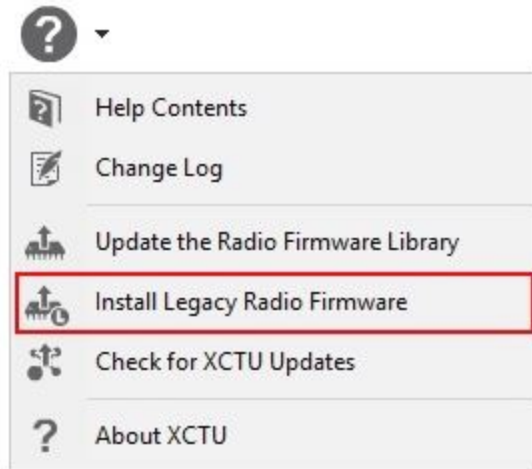 Help Contents
Change Log
Update the Radio Firmware Library
Install Legacy Radio Firmware
Check for XCTU Updates
About XCTU